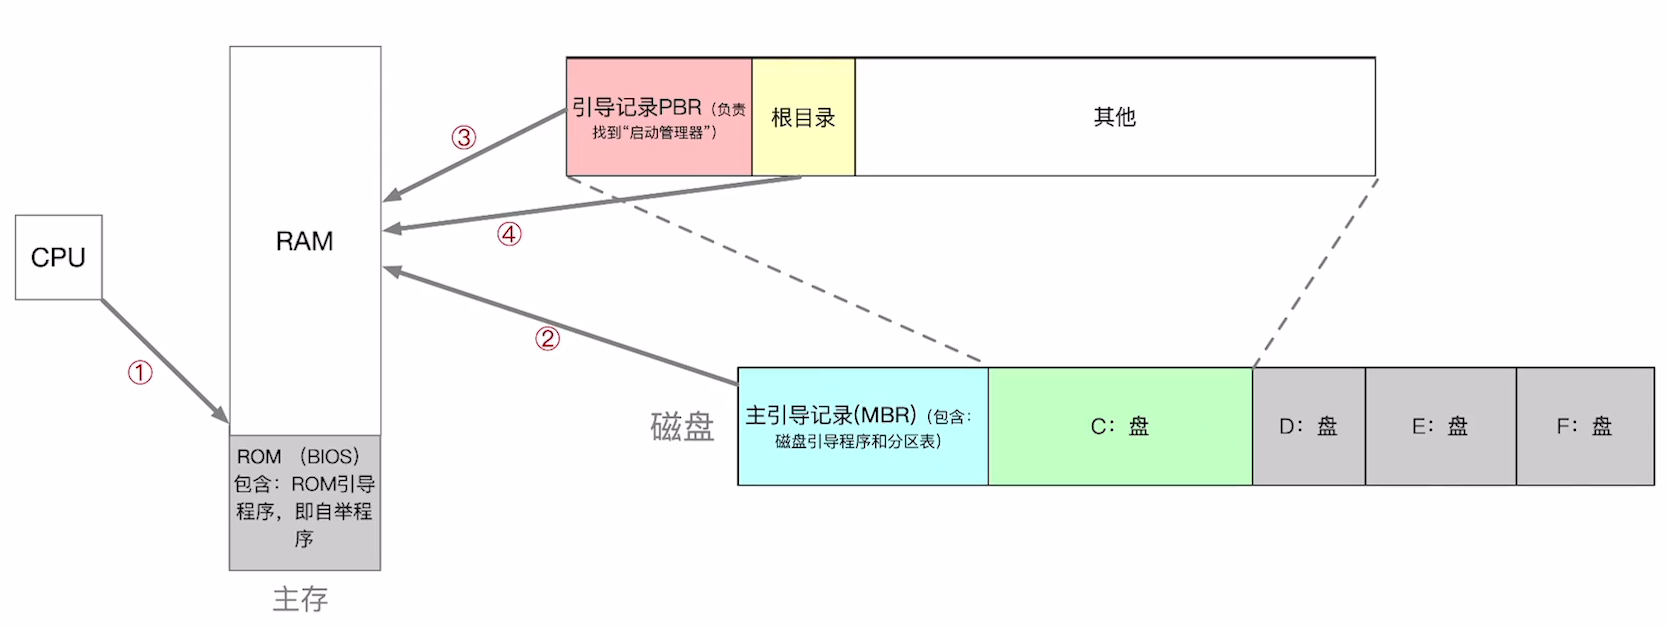 引导记录PBR（负责
找到“启动管理器”）
根目录
其他
③
④
RAM
CPU
②
①
磁盘
主引导记录(MBR)（包含：
磁盘引导程序和分区表）
C：盘
D：盘
E：盘
F：盘
ROM （BIOS）
包含：ROM引导
程序，即自举程
序
主存